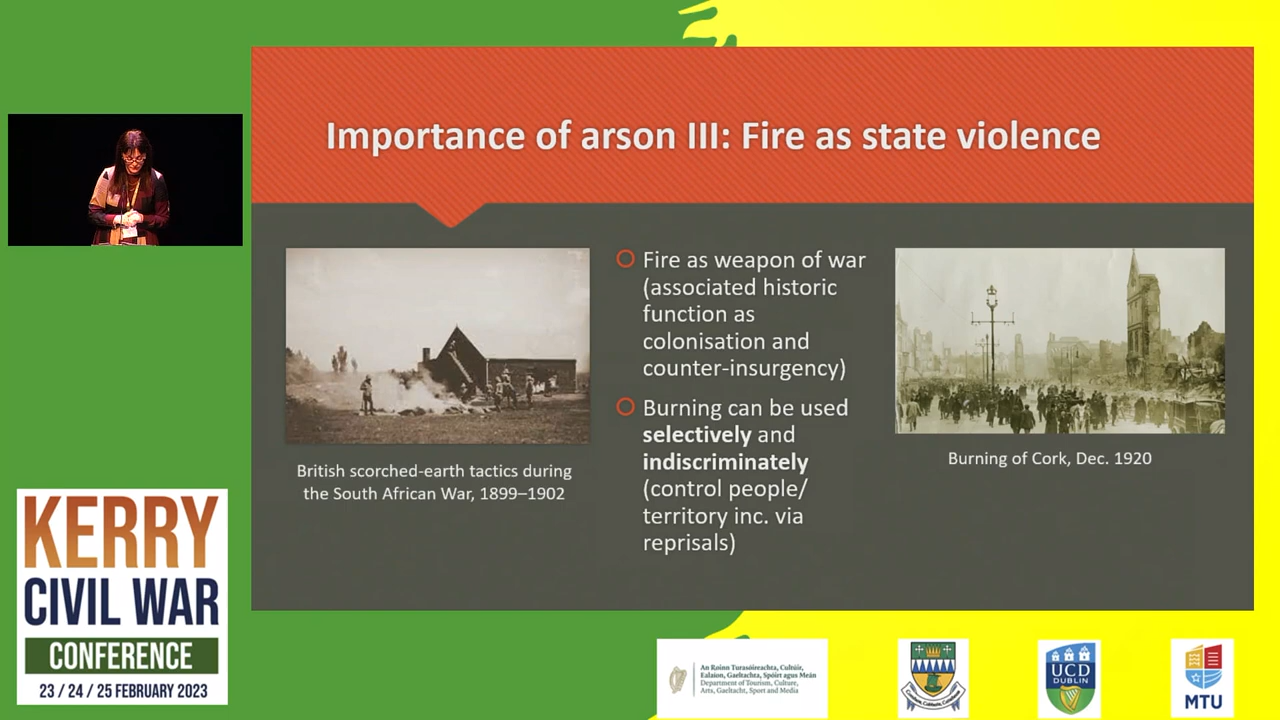 Importance of arson III: Fire as state violence
British scorched-earth tactics during
the South African War, 1899–1902
Fire as weapon of war
(associated historic
function as
colonisation and
counter-insurgency)
Burning can be used
selectively and
indiscriminately
(control people/
territory inc. via
reprisals)
Burning of Cork, Dec. 1920
KERRY
CIVIL WAR
CONFERENCE
23 / 24 / 25 FEBRUARY 2023
An Roinn Turasóireachta, Cultúir,
Ealaíon, Gaeltachta, Spóirt agus Meán
Department of Tourism, Culture,
Arts, Gaeltacht, Sport and Media
UCD
DUBLIN
MTU